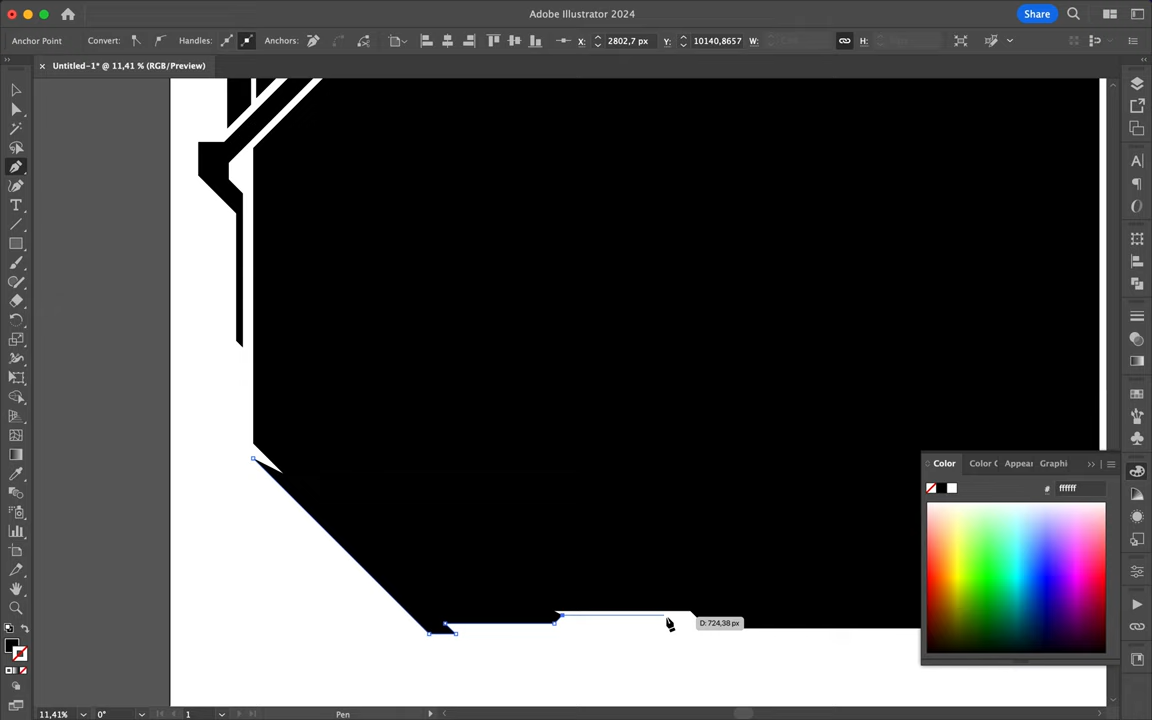 Adobe Illustrator 2024
Share
Anchor Point
Convert:
Handles:
Anchors:
X:
2802,7 px
Y:
10140,8657
W:
H:
× Untitled-1* @ 11,41 % (RGB/Preview)
D: 724,38 px
Color
Color C
Appear
Graphi
# ffffff
11,41%
0°
1
Pen